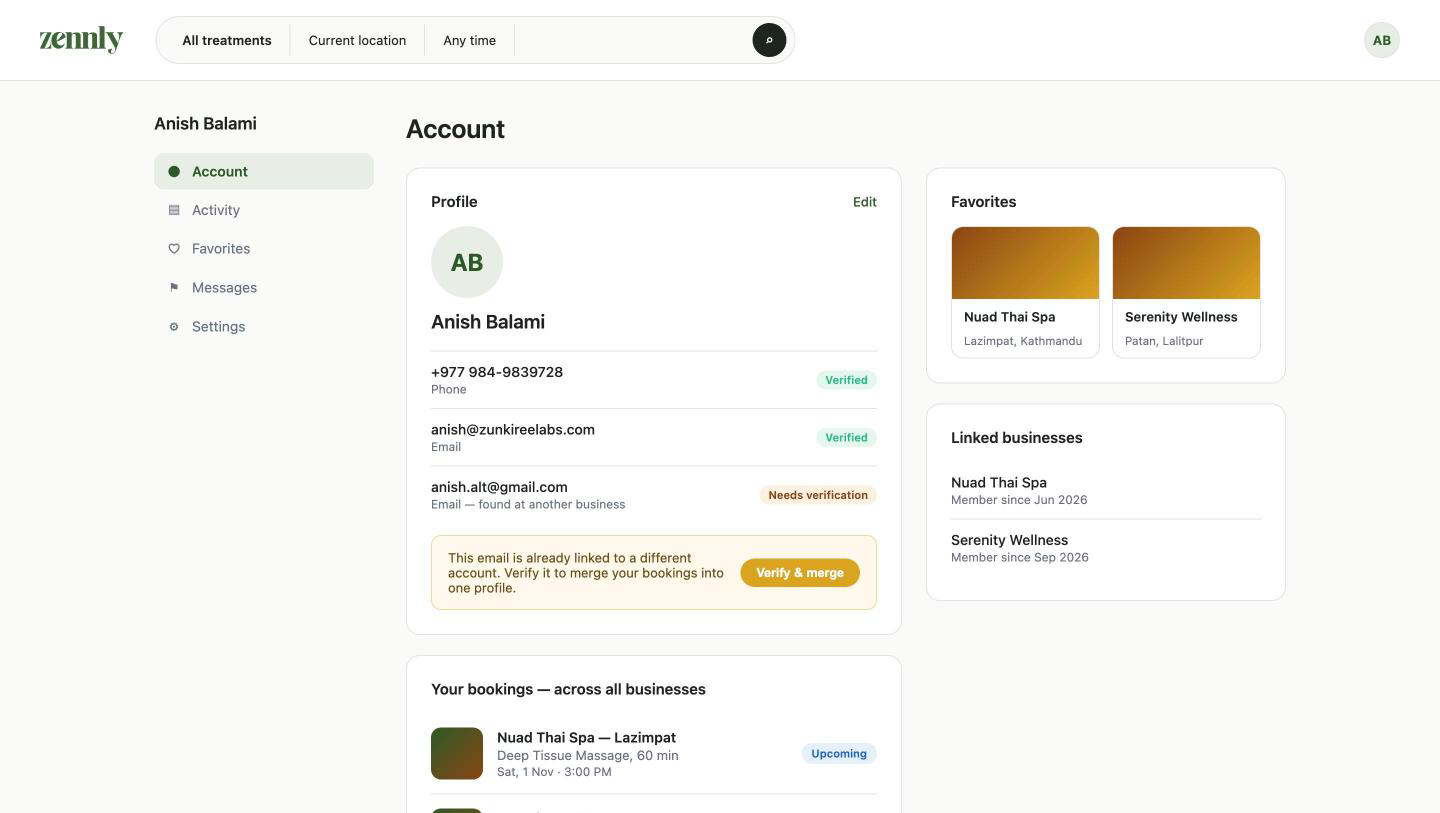 zennly
All treatments
Current location
Any time
AB
Anish Balami
Account
Activity
Favorites
Messages
Settings
Account
Profile
Edit
AB
Anish Balami
+977 984-9839728
Phone
Verified
anish@zunkireelabs.com
Email
Verified
anish.alt@gmail.com
Email — found at another business
Needs verification
This email is already linked to a different
account. Verify it to merge your bookings into
one profile.
Verify & merge
Your bookings — across all businesses
Nuad Thai Spa — Lazimpat
Deep Tissue Massage, 60 min
Sat, 1 Nov · 3:00 PM
Upcoming
Favorites
Nuad Thai Spa
Lazimpat, Kathmandu
Serenity Wellness
Patan, Lalitpur
Linked businesses
Nuad Thai Spa
Member since Jun 2026
Serenity Wellness
Member since Sep 2026